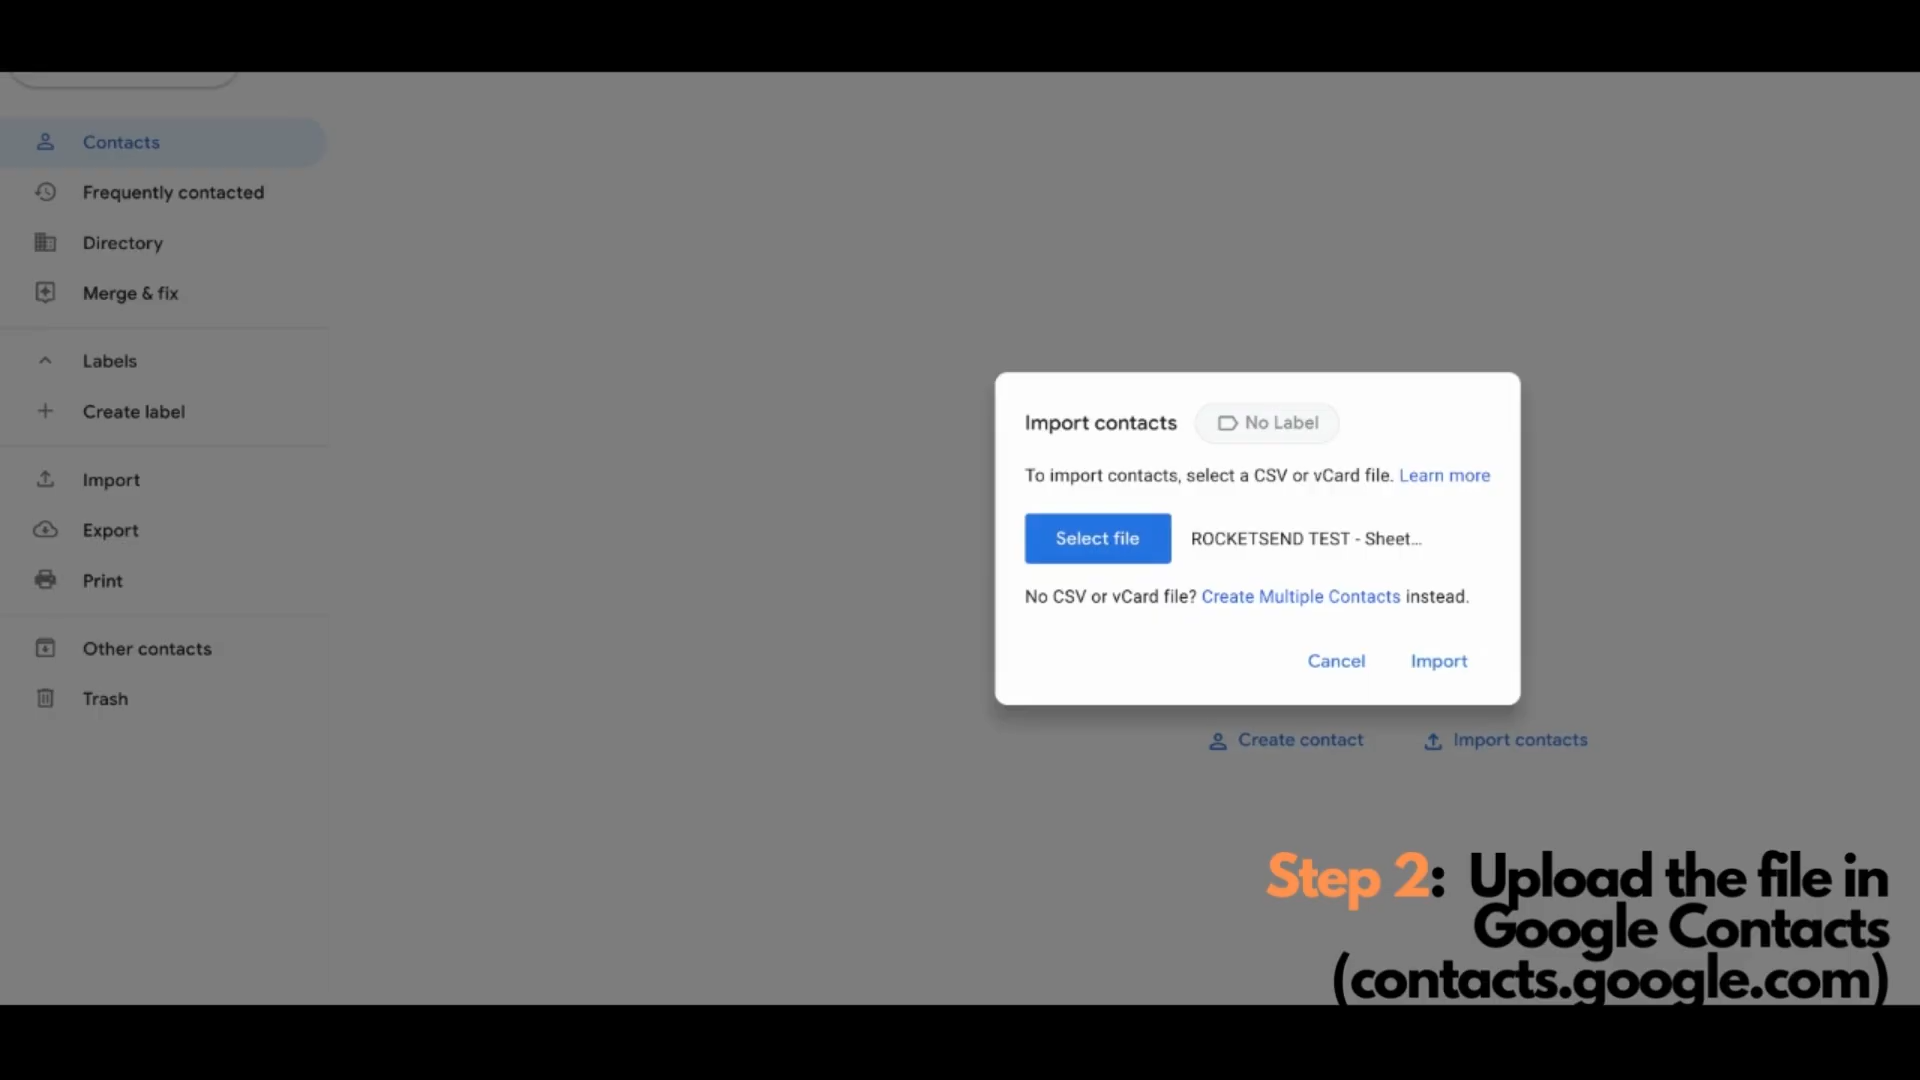 Contacts
Frequently contacted
Directory
Merge & fix
Labels
Create label
Import
Export
Print
Other contacts
Trash
Import contacts No Label
To import contacts, select a CSV or vCard file. Learn more
Select file ROCKETSEND TEST - Sheet...
No CSV or vCard file? Create Multiple Contacts instead.
Cancel Import
Create contact Import contacts
Step 2: Upload the file in
Google Contacts
(contacts.google.com)